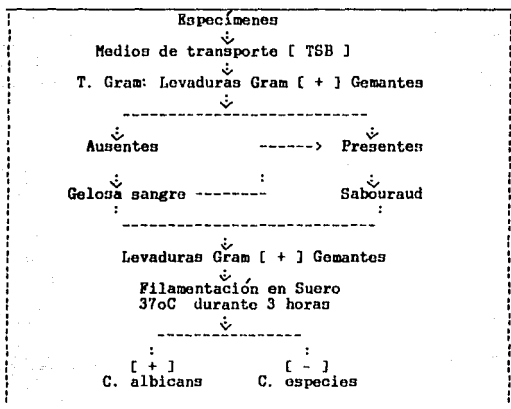 Especímenes
Medios de transporte [ TSB ]
T. Gram: Levaduras Gram [ + ] Gemantes
Ausentes ------> Presentes
Gelosa sangre -------- Sabouraud
Levaduras Gram [ + ] Gemantes
Filamentación en Suero
37oC durante 3 horas
[ + ] [ - ]
C. albicans C. especies